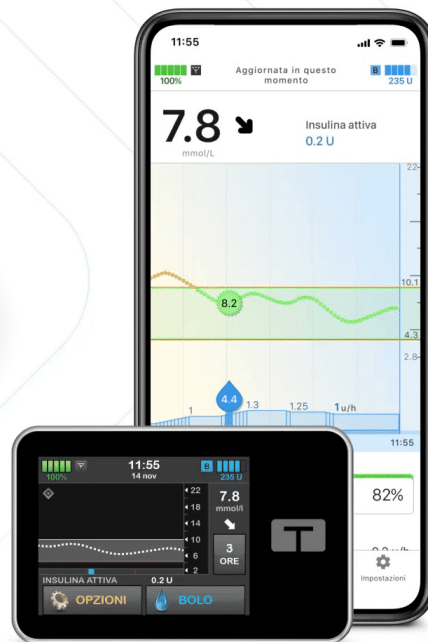 11:55
100%
Aggiornata in questo
momento
B
235 U
7.8
mmol/L
Insulina attiva
0.2 U
22
10.1
8.2
4.3
2.8
4.4
1
1.3
1.25
1u/h
11:55
82%
Impostazioni
100%
11:55
14 nov
B
235 U
22
18
14
10
6
2
7.8
mmol/l
3
ORE
INSULINA ATTIVA
0.2 U
OPZIONI
BOLO
T